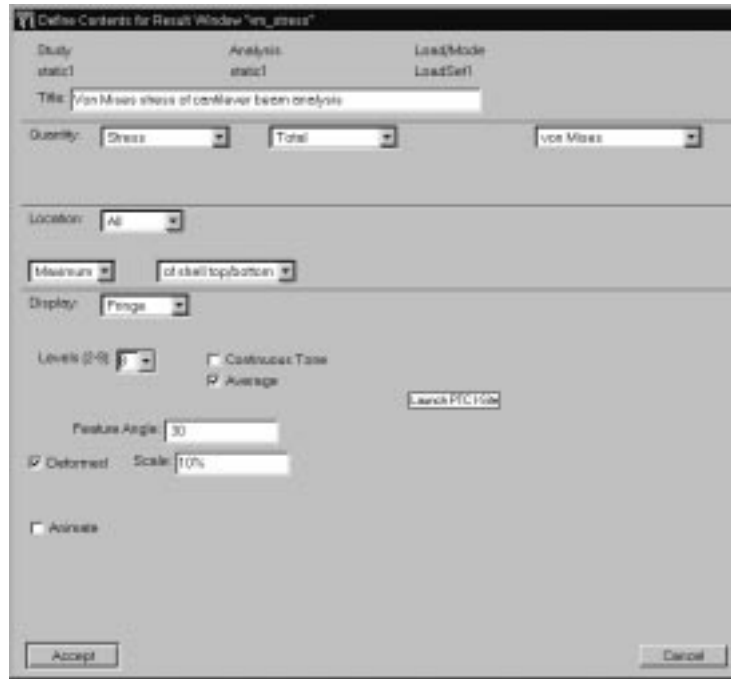 Define Contents for Result Window "vm_stress"
Study Analysis Load/Mode
static1 static1 LoadSet1
Title: Von Mises stress of cantilever beam analysis
Quantity: Stress Total von Mises
Location: All
Maximum of shell top/bottom
Display: Fringe
Levels (2-9)
Continuous Tone
Average
Launch PTC I-Site
Feature Angle: 30
Deformed Scale: 10%
Animate
Accept Cancel